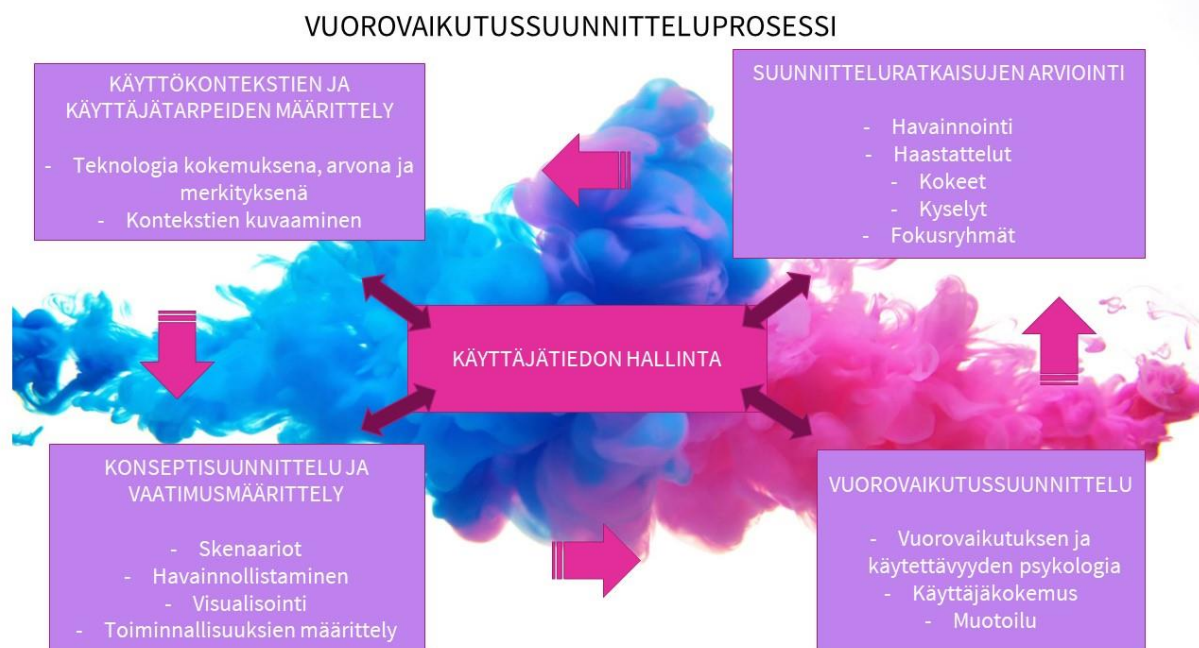 VUOROVAIKUTUSSUUNNITTELUPROSESSI
KÄYTTÖKONTEKSTIEN JA
KÄYTTÄJÄTARPEIDEN MÄÄRITTELY
- Teknologia kokemuksena, arvona ja
merkityksenä
- Kontekstien kuvaaminen
SUUNNITTELURATKAISUJEN ARVIOINTI
- Havainnointi
- Haastattelut
- Kokeet
- Kyselyt
- Fokusryhmät
KÄYTTÄJÄTIEDON HALLINTA
KONSEPTISUUNNITTELU JA
VAATIMUSMÄÄRITTELY
- Skenaariot
- Havainnollistaminen
- Visualisointi
- Toiminnallisuuksien määrittely
VUOROVAIKUTUSSUUNNITTELU
- Vuorovaikutuksen ja
käytettävyyden psykologia
- Käyttäjäkokemus
- Muotoilu